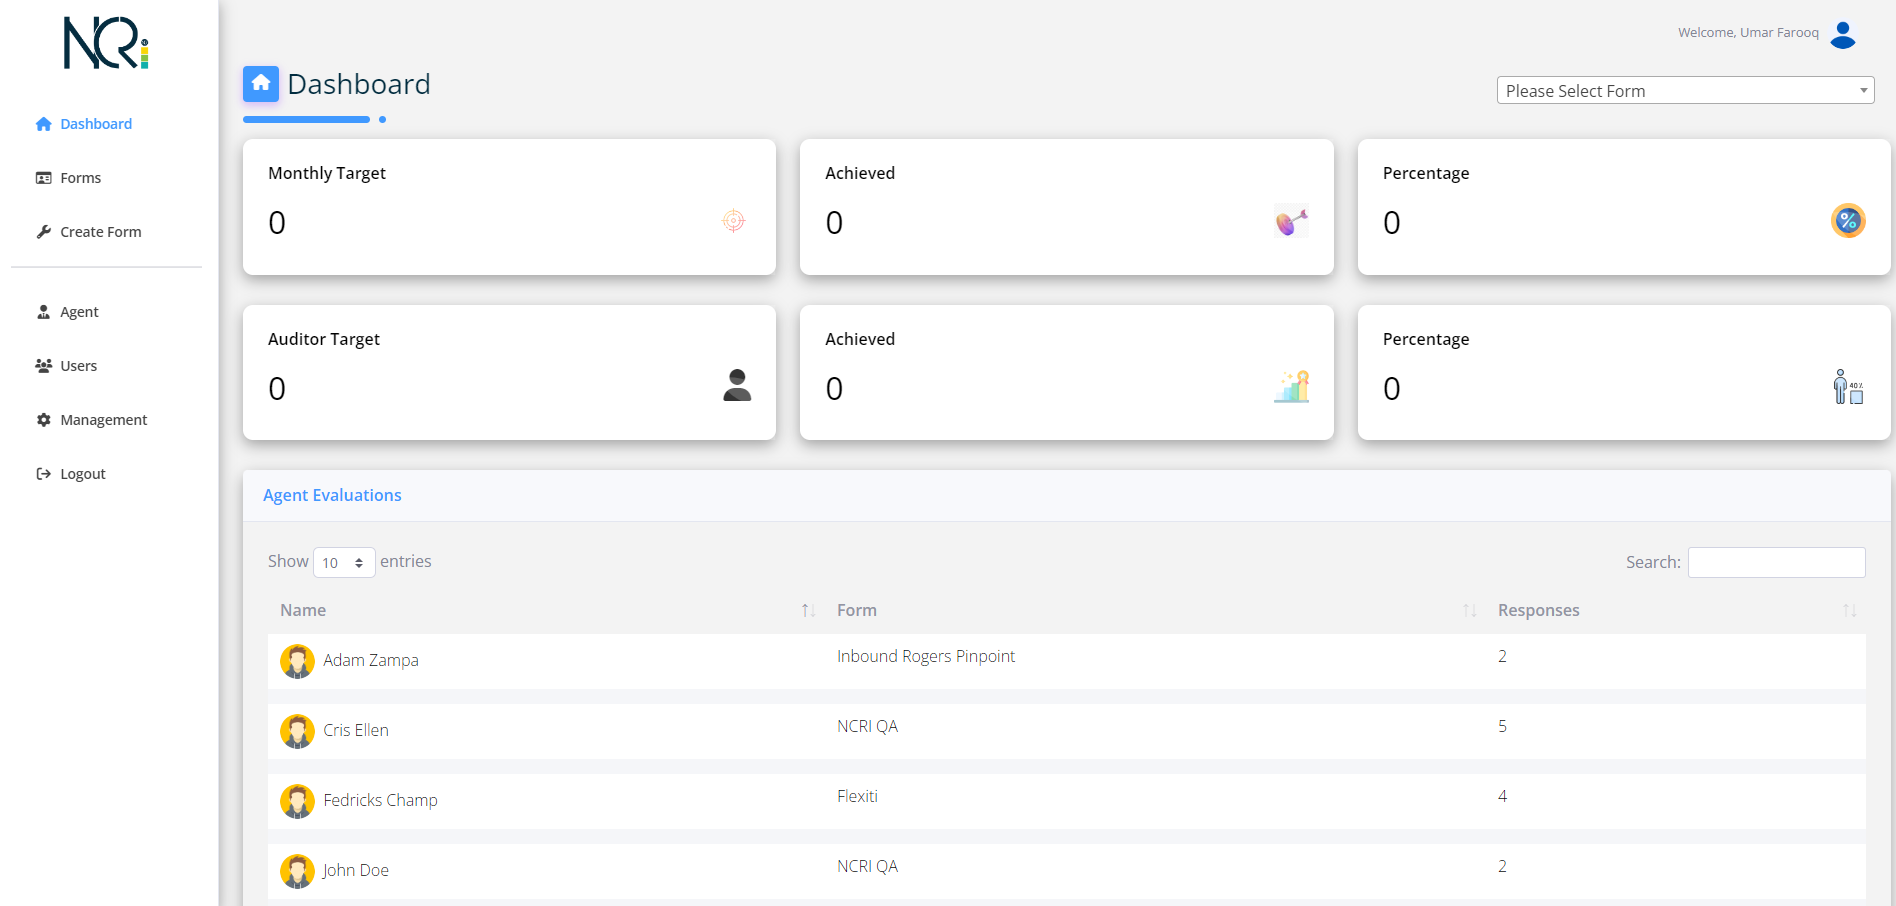 NCRi
Welcome, Umar Farooq
Dashboard
Please Select Form
Dashboard
Forms
Create Form
Agent
Users
Management
Logout
Monthly Target
0
Achieved
0
Percentage
0
%
Auditor Target
0
Achieved
0
Percentage
0
40%
Agent Evaluations
Show 10 entries
Search:
Name Form Responses
Adam Zampa Inbound Rogers Pinpoint 2
Cris Ellen NCRI QA 5
Fedricks Champ Flexiti 4
John Doe NCRI QA 2